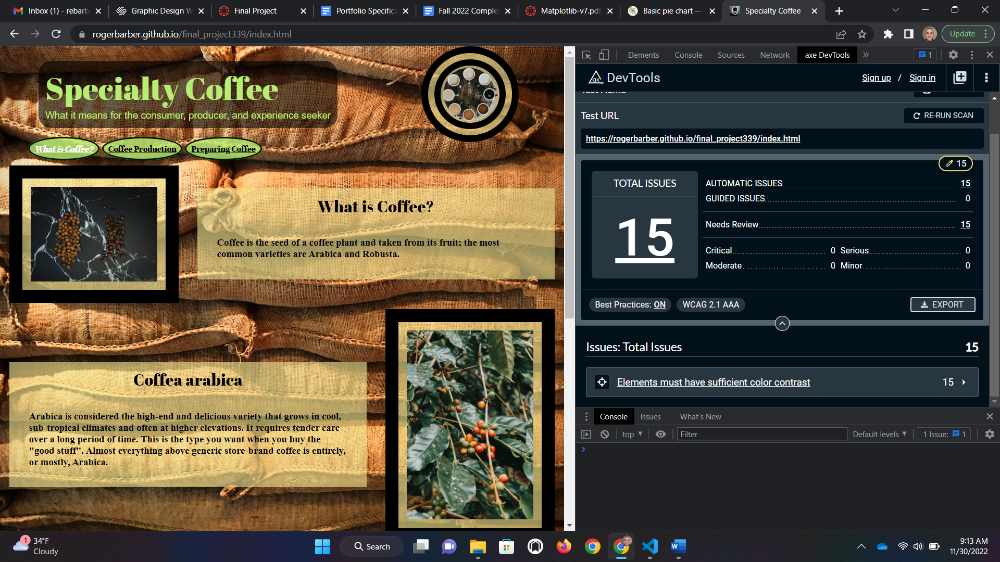 Inbox (1) - rebarb
Graphic Design W
Final Project
Portfolio Specifica
Fall 2022 Complet
Matplotlib-v7.pdf
Basic pie chart —
Specialty Coffee
rogerbarber.github.io/final_project339/index.html
Update
Specialty Coffee
What it means for the consumer, producer, and experience seeker
What is Coffee?
Coffee Production
Preparing Coffee
What is Coffee?
Coffee is the seed of a coffee plant and taken from its fruit; the most
common varieties are Arabica and Robusta.
Coffea arabica
Arabica is considered the high-end and delicious variety that grows in cool,
sub-tropical climates and often at higher elevations. It requires tender care
over a long period of time. This is the type you want when you buy the
"good stuff". Almost everything above generic store-brand coffee is entirely,
or mostly, Arabica.
Elements
Console
Sources
Network
axe DevTools
1
ax DevTools
Sign up / Sign in
Test Name
Test URL
RE-RUN SCAN
https://rogerbarber.github.io/final_project339/index.html
15
TOTAL ISSUES
15
AUTOMATIC ISSUES 15
GUIDED ISSUES 0
Needs Review 15
Critical 0 Serious 0
Moderate 0 Minor 0
Best Practices: ON
WCAG 2.1 AAA
EXPORT
Issues: Total Issues 15
Elements must have sufficient color contrast 15
Console
Issues
What's New
top
Filter
Default levels
1 Issue: 1
1
34°F
Cloudy
Search
W
9:13 AM
11/30/2022